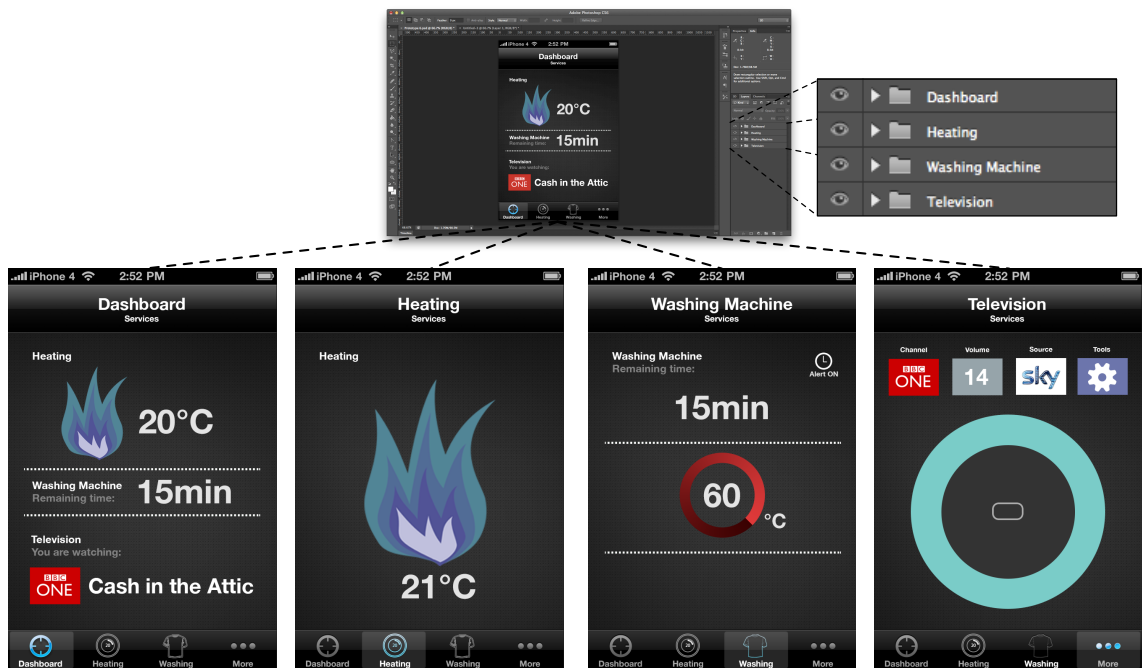 Adobe Photoshop CS6
iPhone 4 2:52 PM
Dashboard
Services
Heating
20°C
Washing Machine
Remaining time:
15min
Television
You are watching:
BBC
ONE
Cash in the Attic
Dashboard Heating Washing More
Dashboard
Heating
Washing Machine
Television
Dashboard
Heating
Washing Machine
Television
iPhone 4 2:52 PM
Dashboard
Services
Heating
20°C
Washing Machine
Remaining time:
15min
Television
You are watching:
BBC
ONE
Cash in the Attic
Dashboard Heating Washing More
iPhone 4 2:52 PM
Heating
Services
Heating
21°C
Dashboard Heating Washing More
iPhone 4 2:52 PM
Washing Machine
Services
Washing Machine
Remaining time:
Alert ON
15min
60
°C
Dashboard Heating Washing More
iPhone 4 2:52 PM
Television
Services
Channel Volume Source Tools
BBC
ONE
14
sky
Dashboard Heating Washing More